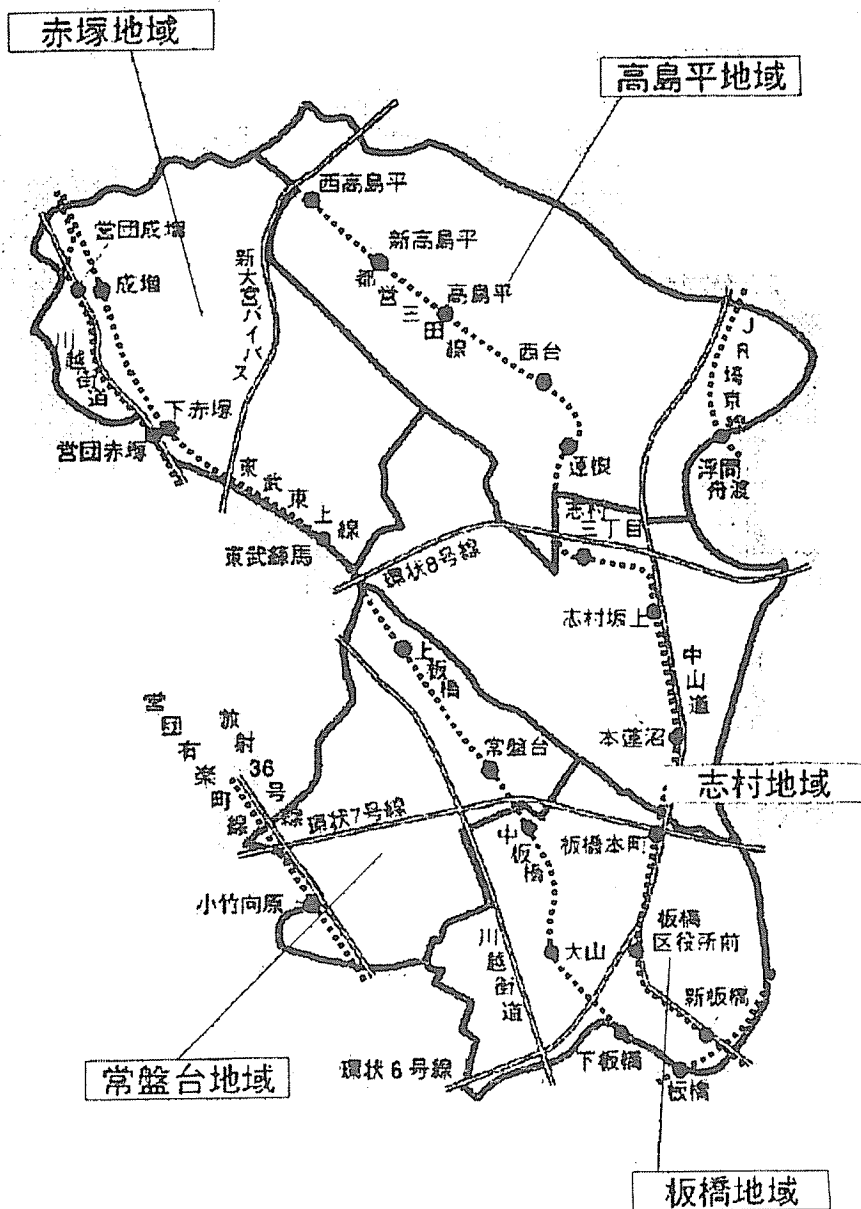 赤塚地域
高島平地域
西高島平
営団成増
新高島平
成増
新大宮バイパス
都営三田線
高島平
JR埼京線
西台
川越街道
下赤塚
営団赤塚
蓮根
浮間舟渡
東武東上線
志村三丁目
東武練馬
環状8号線
志村坂上
上板橋
中山道
営団有楽町線
放射36号線
常盤台
本蓮沼
志村地域
環状7号線
中板橋
板橋本町
小竹向原
板橋区役所前
川越街道
大山
新板橋
常盤台地域
環状6号線
下板橋
板橋
板橋地域